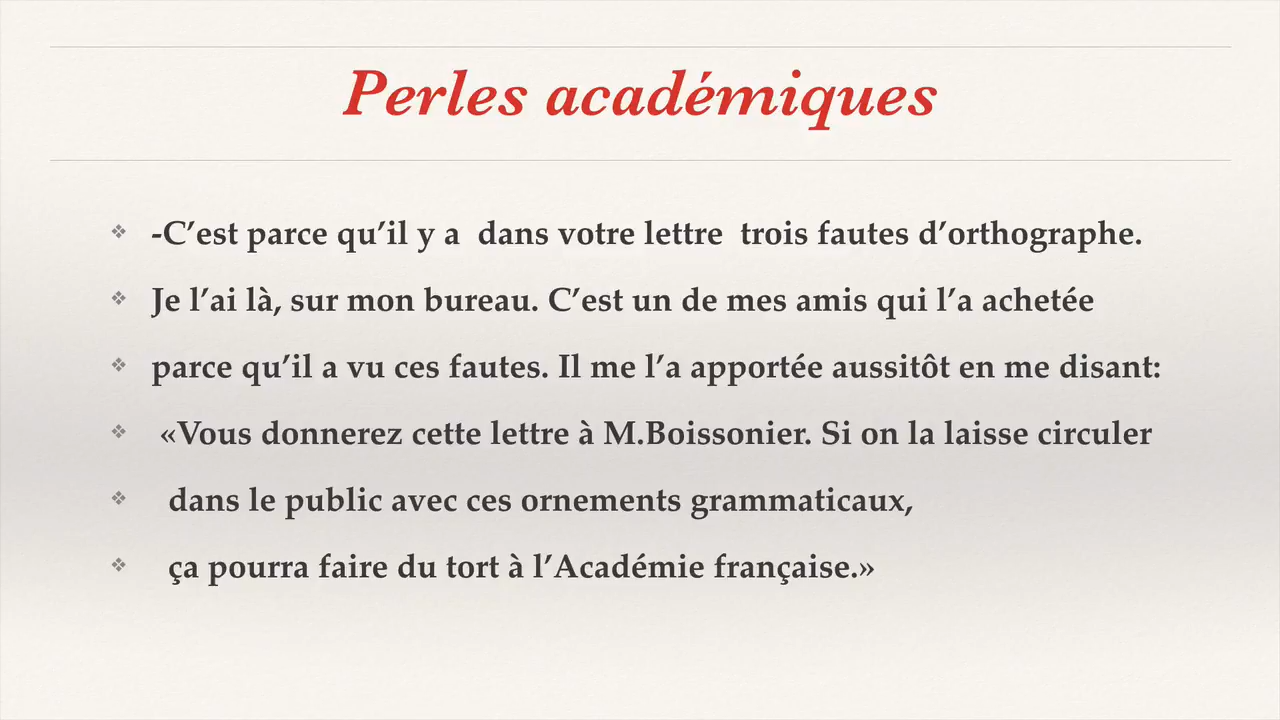 Perles académiques
❖ -C’est parce qu’il y a  dans votre lettre  trois fautes d’orthographe.
❖ Je l’ai là, sur mon bureau. C’est un de mes amis qui l’a achetée
❖ parce qu’il a vu ces fautes. Il me l’a apportée aussitôt en me disant:
❖ «Vous donnerez cette lettre à M.Boissonier. Si on la laisse circuler
❖ dans le public avec ces ornements grammaticaux,
❖ ça pourra faire du tort à l’Académie française.»